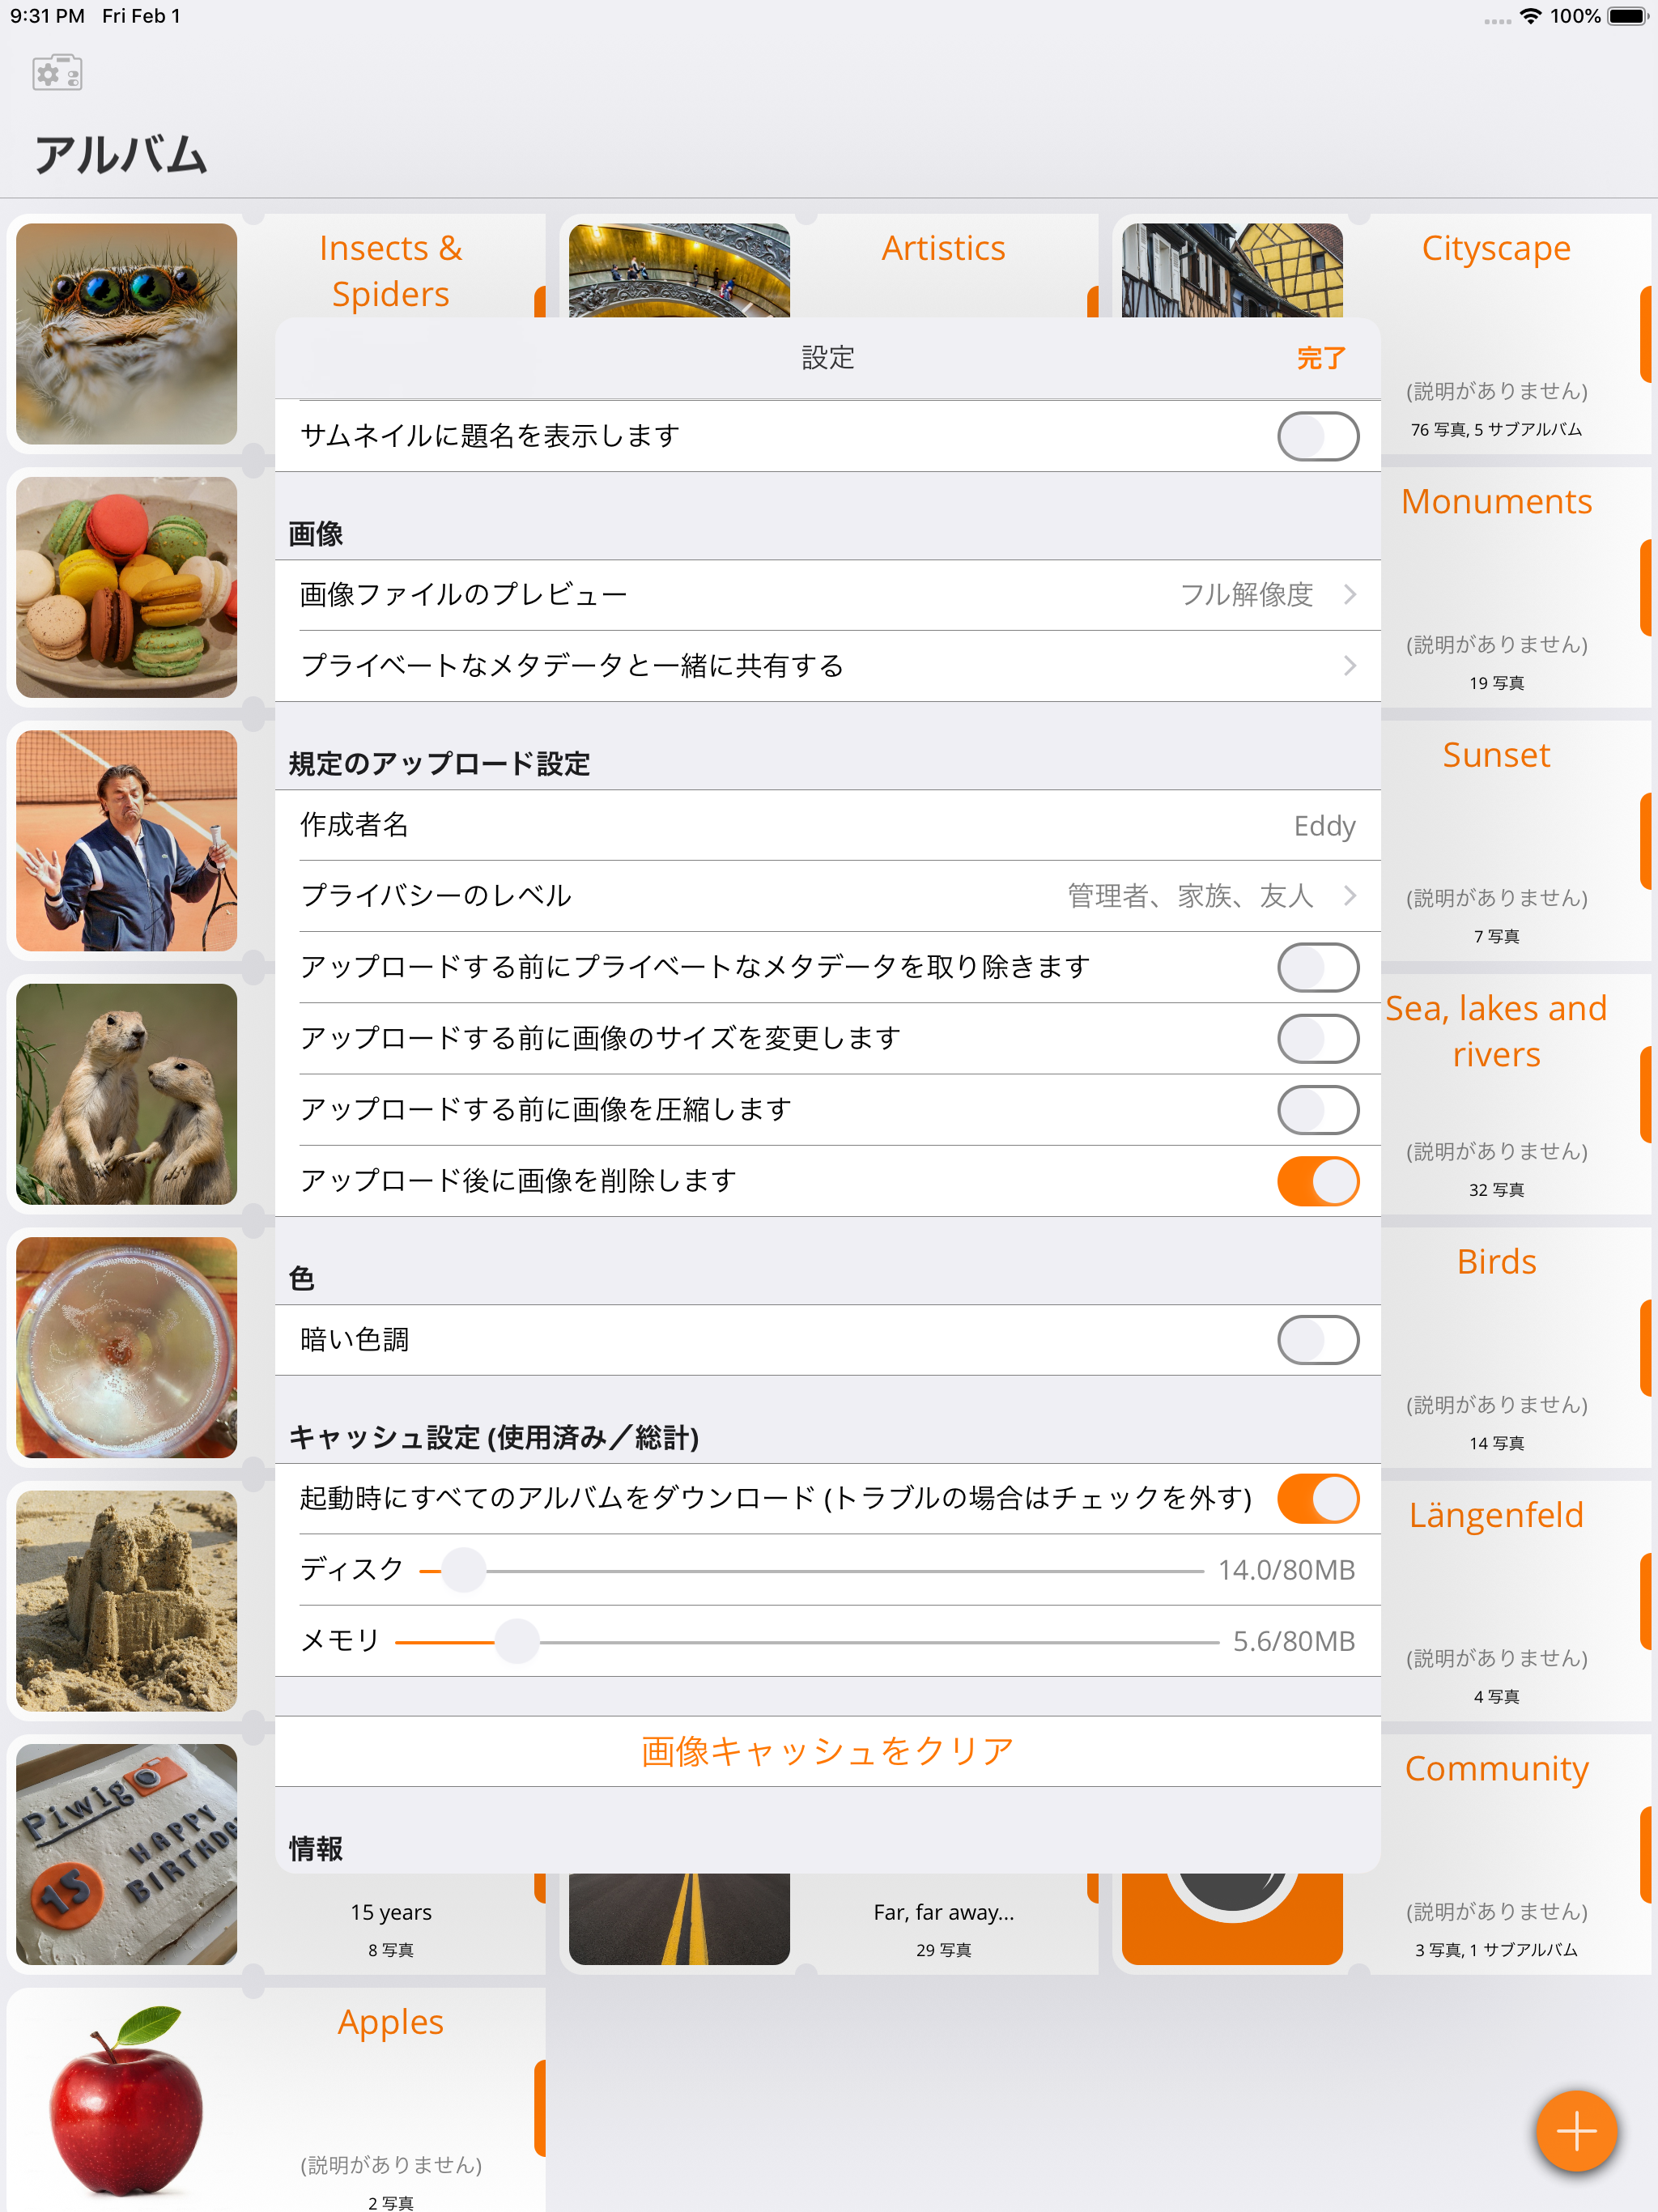 9:31 PM Fri Feb 1
100%
アルバム
Insects &
Spiders
Artistics
Cityscape
(説明がありません)
76 写真, 5 サブアルバム
設定
完了
サムネイルに題名を表示します
画像
Monuments
画像ファイルのプレビュー フル解像度
(説明がありません)
プライベートなメタデータと一緒に共有する
19 写真
規定のアップロード設定
Sunset
作成者名 Eddy
プライバシーのレベル 管理者、家族、友人
(説明がありません)
7 写真
アップロードする前にプライベートなメタデータを取り除きます
Sea, lakes and
rivers
アップロードする前に画像のサイズを変更します
アップロードする前に画像を圧縮します
(説明がありません)
アップロード後に画像を削除します
32 写真
色
Birds
暗い色調
(説明がありません)
キャッシュ設定 (使用済み／総計)
14 写真
起動時にすべてのアルバムをダウンロード (トラブルの場合はチェックを外す)
Längenfeld
ディスク 14.0/80MB
メモリ 5.6/80MB
(説明がありません)
4 写真
画像キャッシュをクリア
Community
Piwigo
HAPPY
BIRTHDA
15
情報
15 years
8 写真
Far, far away...
29 写真
(説明がありません)
3 写真, 1 サブアルバム
Apples
(説明がありません)
2 写真